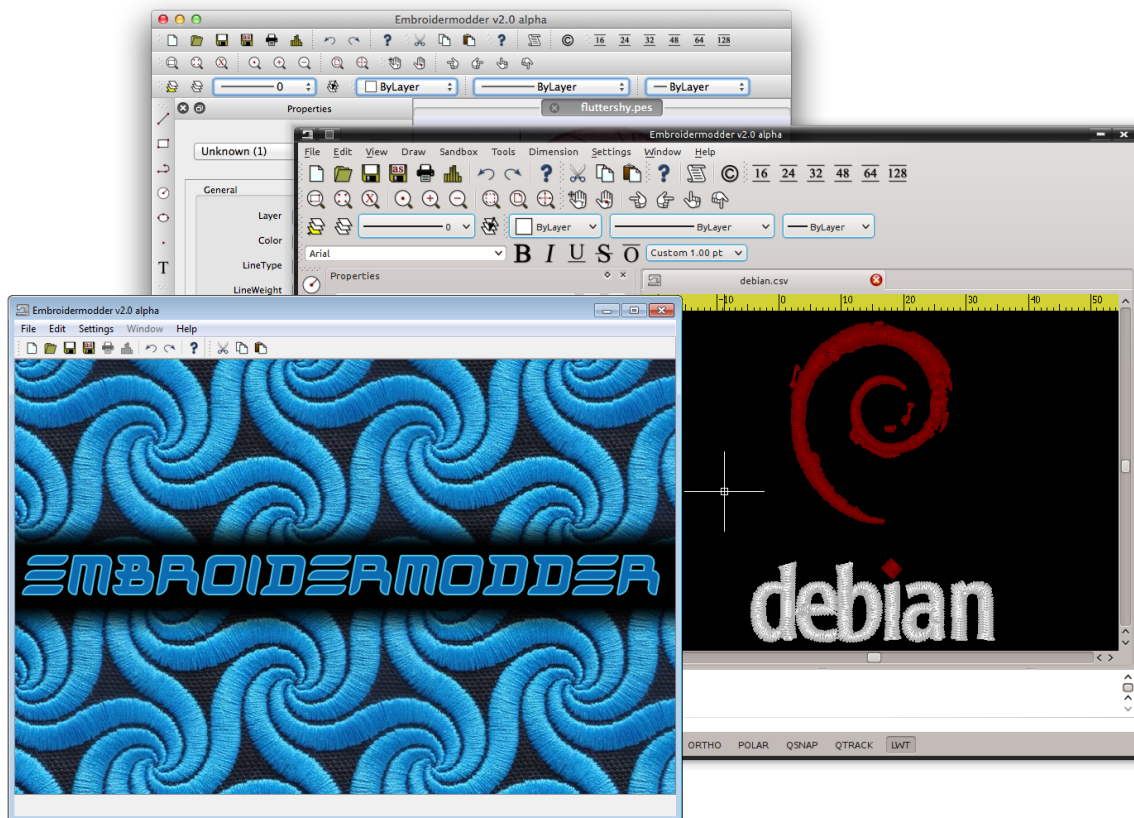 Embroidermodder v2.0 alpha
16 24 32 48 64 128
0 ByLayer ByLayer ByLayer
Properties
fluttershy.pes
Unknown (1)
General
Layer
Color
LineType
LineWeight
T
Embroidermodder v2.0 alpha
File Edit View Draw Sandbox Tools Dimension Settings Window Help
as ? ? © 16 24 32 48 64 128
0 ByLayer ByLayer ByLayer
Arial B I U S O Custom 1.00 pt
Properties
debian.csv
-10 0 10 20 30 40 50
debian
ORTHO POLAR QSNAP QTRACK LWT
Embroidermodder v2.0 alpha
File Edit Settings Window Help
EMBROIDERMODDER